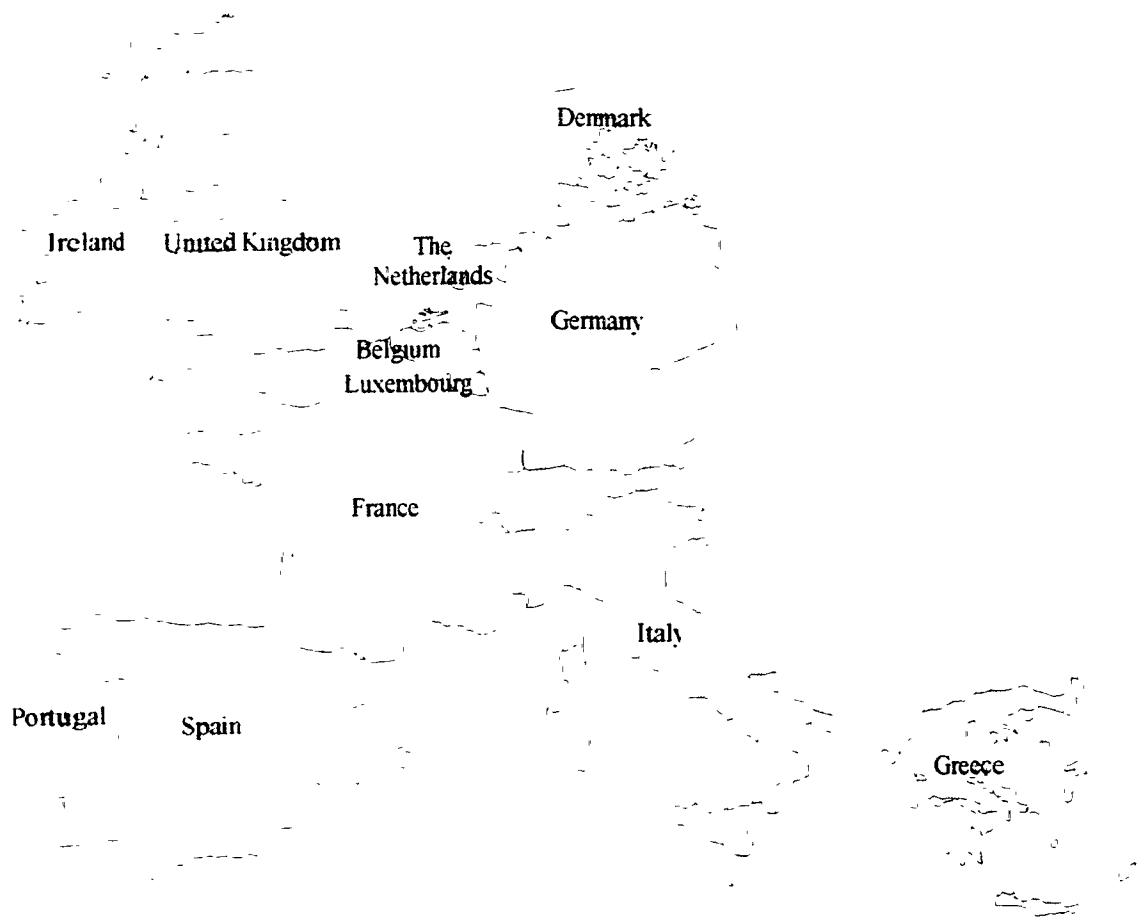 Denmark
Ireland
United Kingdom
The
Netherlands
Germany
Belgium
Luxembourg
France
Italy
Portugal
Spain
Greece